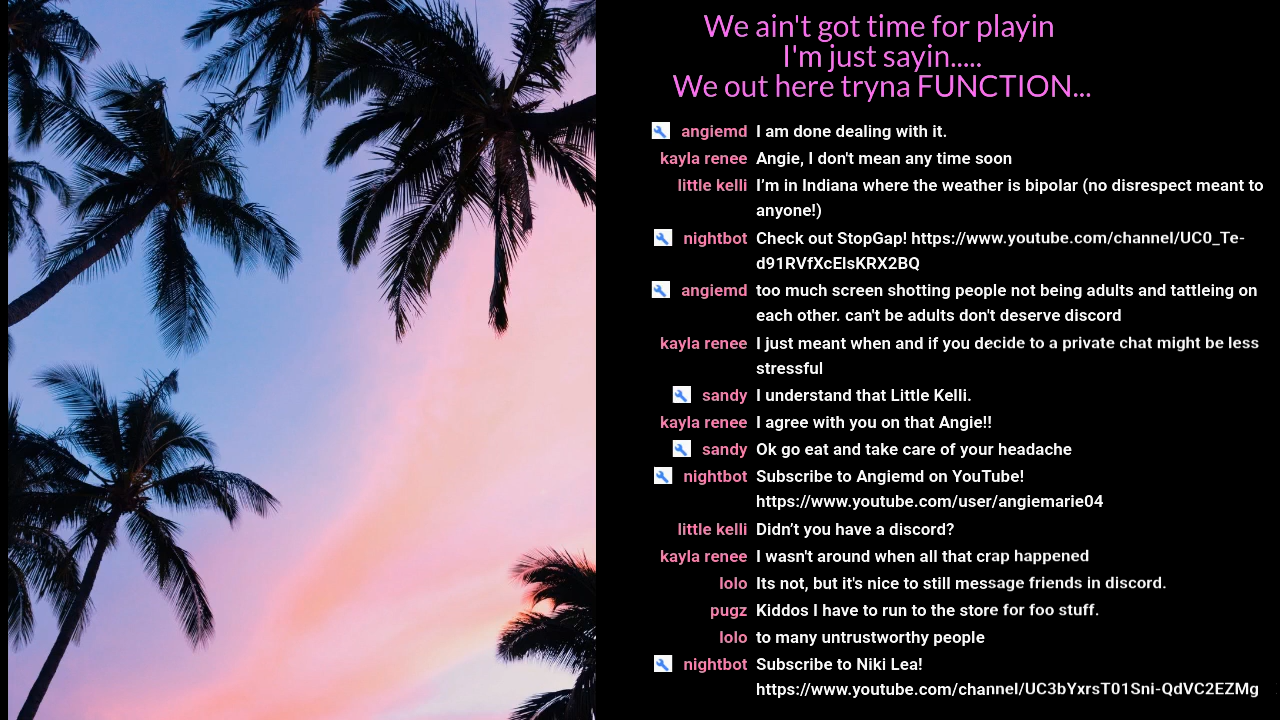 We ain't got time for playin
I'm just sayin.....
We out here tryna FUNCTION...
angiemd I am done dealing with it.
kayla renee Angie, I don't mean any time soon
little kelli I’m in Indiana where the weather is bipolar (no disrespect meant to
anyone!)
nightbot Check out StopGap! https://www.youtube.com/channel/UC0_Te-
d91RVfXcElsKRX2BQ
angiemd too much screen shotting people not being adults and tattleing on
each other. can't be adults don't deserve discord
kayla renee I just meant when and if you decide to a private chat might be less
stressful
sandy I understand that Little Kelli.
kayla renee I agree with you on that Angie!!
sandy Ok go eat and take care of your headache
nightbot Subscribe to Angiemd on YouTube!
https://www.youtube.com/user/angiemarie04
little kelli Didn’t you have a discord?
kayla renee I wasn't around when all that crap happened
lolo Its not, but it's nice to still message friends in discord.
pugz Kiddos I have to run to the store for foo stuff.
lolo to many untrustworthy people
nightbot Subscribe to Niki Lea!
https://www.youtube.com/channel/UC3bYxrsT01Sni-QdVC2EZMg